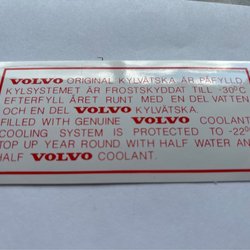 VOLVO ORIGINAL KYLVÄTSKA ÄR PÅFYLLD.
KYLSYSTEMET ÄR FROSTSKYDDAT TILL -30°C
EFTERFYLL ÅRET RUNT MED EN DEL VATTEN
OCH EN DEL VOLVO KYLVÄTSKA.
FILLED WITH GENUINE VOLVO COOLANT
COOLING SYSTEM IS PROTECTED TO -22°
TOP UP YEAR ROUND WITH HALF WATER AN
HALF VOLVO COOLANT.